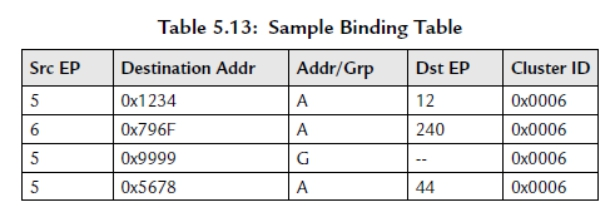 Table 5.13: Sample Binding Table
Src EP Destination Addr Addr/Grp Dst EP Cluster ID
5 0x1234 A 12 0x0006
6 0x796F A 240 0x0006
5 0x9999 G -- 0x0006
5 0x5678 A 44 0x0006